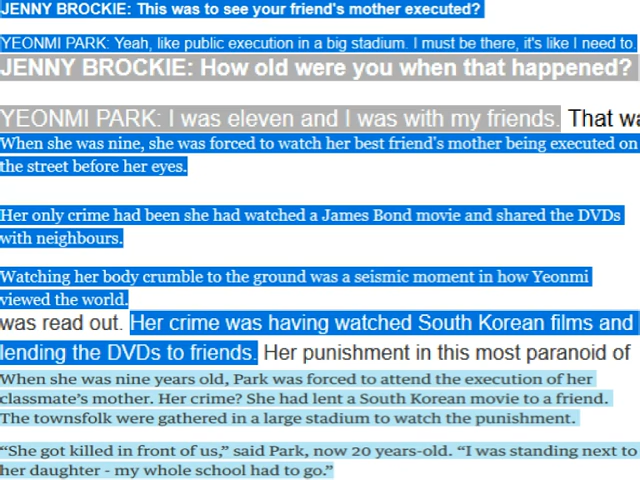 JENNY BROCKIE: This was to see your friend's mother executed?
YEONMI PARK: Yeah, like public execution in a big stadium. I must be there, it's like I need to.
JENNY BROCKIE: How old were you when that happened?
YEONMI PARK: I was eleven and I was with my friends. That wa
When she was nine, she was forced to watch her best friend's mother being executed on
the street before her eyes.
Her only crime had been she had watched a James Bond movie and shared the DVDs
with neighbours.
Watching her body crumble to the ground was a seismic moment in how Yeonmi
viewed the world.
was read out. Her crime was having watched South Korean films and
lending the DVDs to friends. Her punishment in this most paranoid of
When she was nine years old, Park was forced to attend the execution of her
classmate's mother. Her crime? She had lent a South Korean movie to a friend.
The townsfolk were gathered in a large stadium to watch the punishment.
“She got killed in front of us,” said Park, now 20 years-old. “I was standing next to
her daughter - my whole school had to go.”